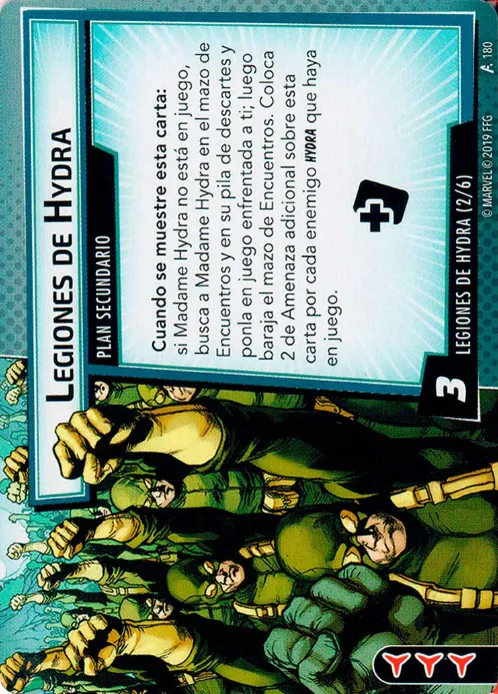 LEGIONES DE HYDRA
PLAN SECUNDARIO
Cuando se muestre esta carta:
si Madame Hydra no está en juego,
busca a Madame Hydra en el mazo de
Encuentros y en su pila de descartes y
ponla en juego enfrentada a ti; luego
baraja el mazo de Encuentros. Coloca
2 de Amenaza adicional sobre esta
carta por cada enemigo HYDRA que haya
en juego.
3
LEGIONES DE HYDRA (2/6)
© MARVEL © 2019 FFG
180